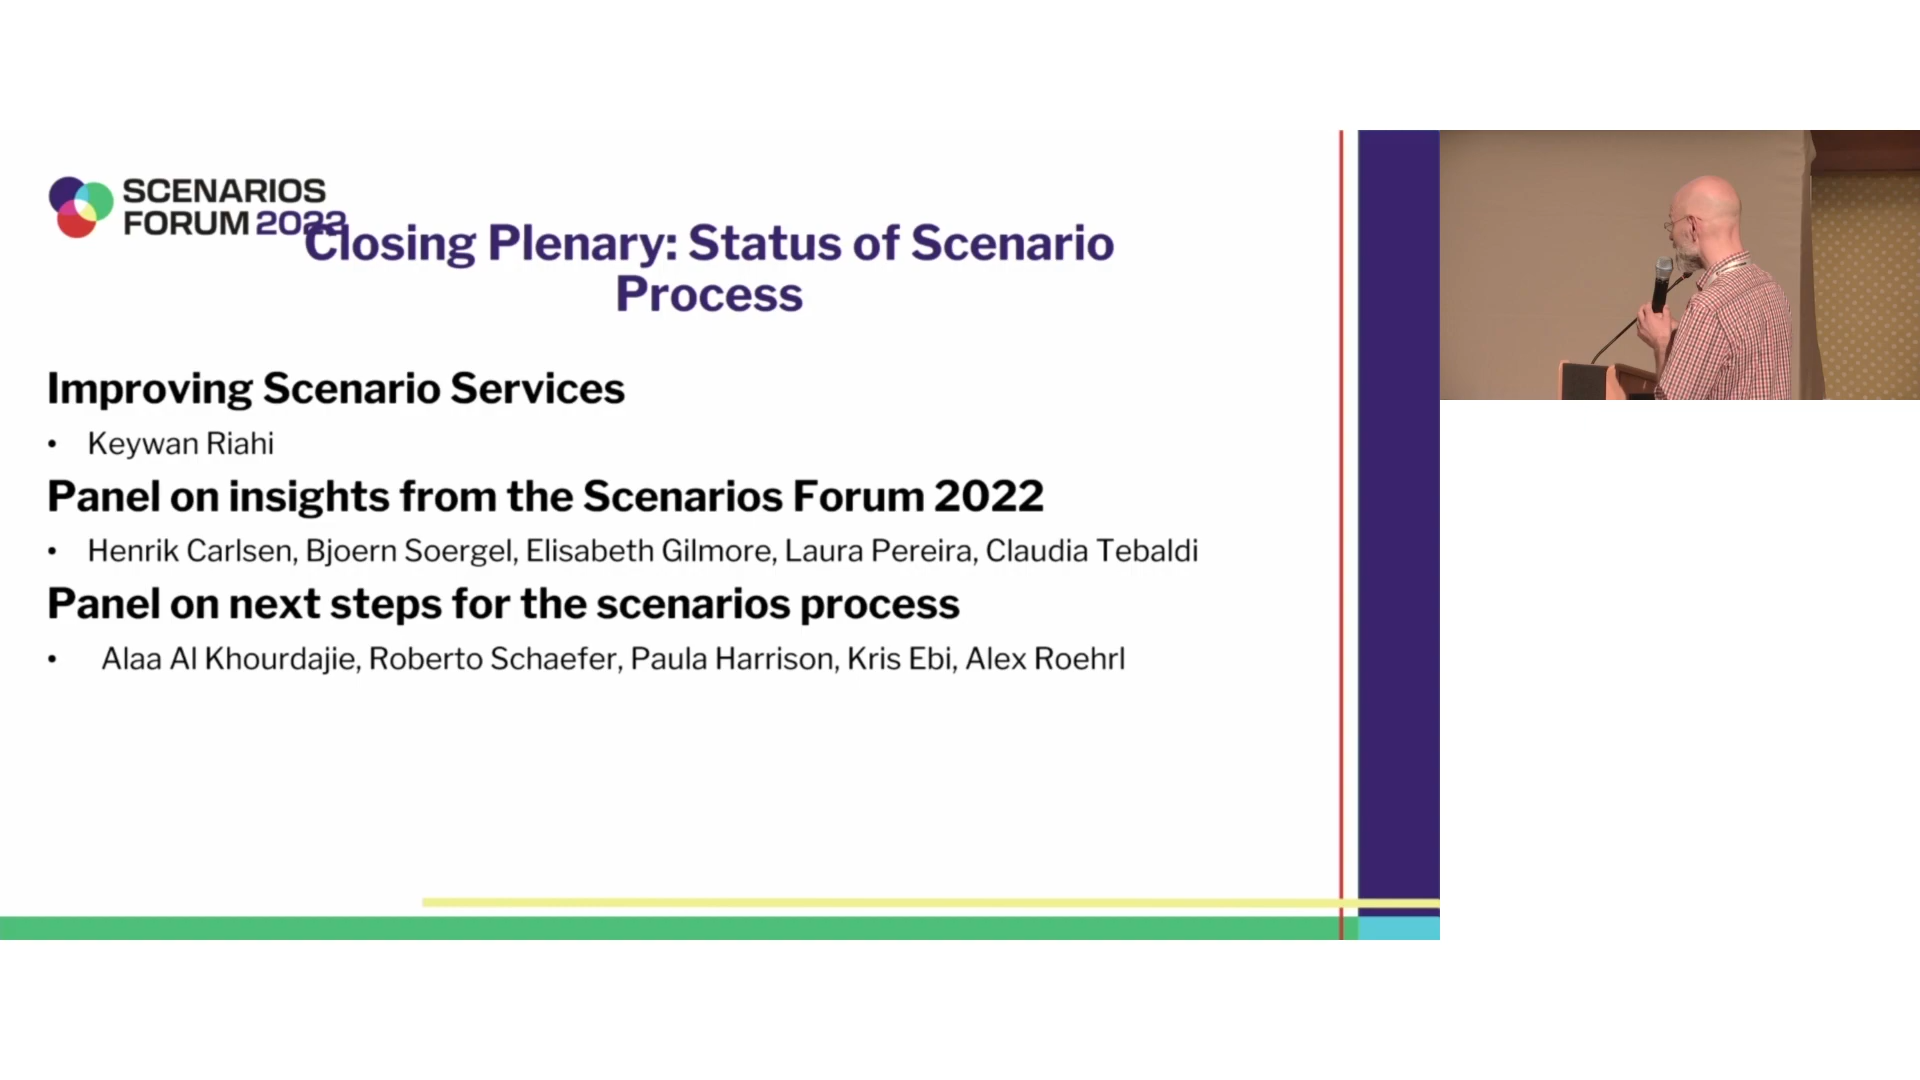 SCENARIOS
FORUM 2022
Closing Plenary: Status of Scenario
Process
Improving Scenario Services
• Keywan Riahi
Panel on insights from the Scenarios Forum 2022
• Henrik Carlsen, Bjoern Soergel, Elisabeth Gilmore, Laura Pereira, Claudia Tebaldi
Panel on next steps for the scenarios process
• Alaa Al Khourdajie, Roberto Schaefer, Paula Harrison, Kris Ebi, Alex Roehrl